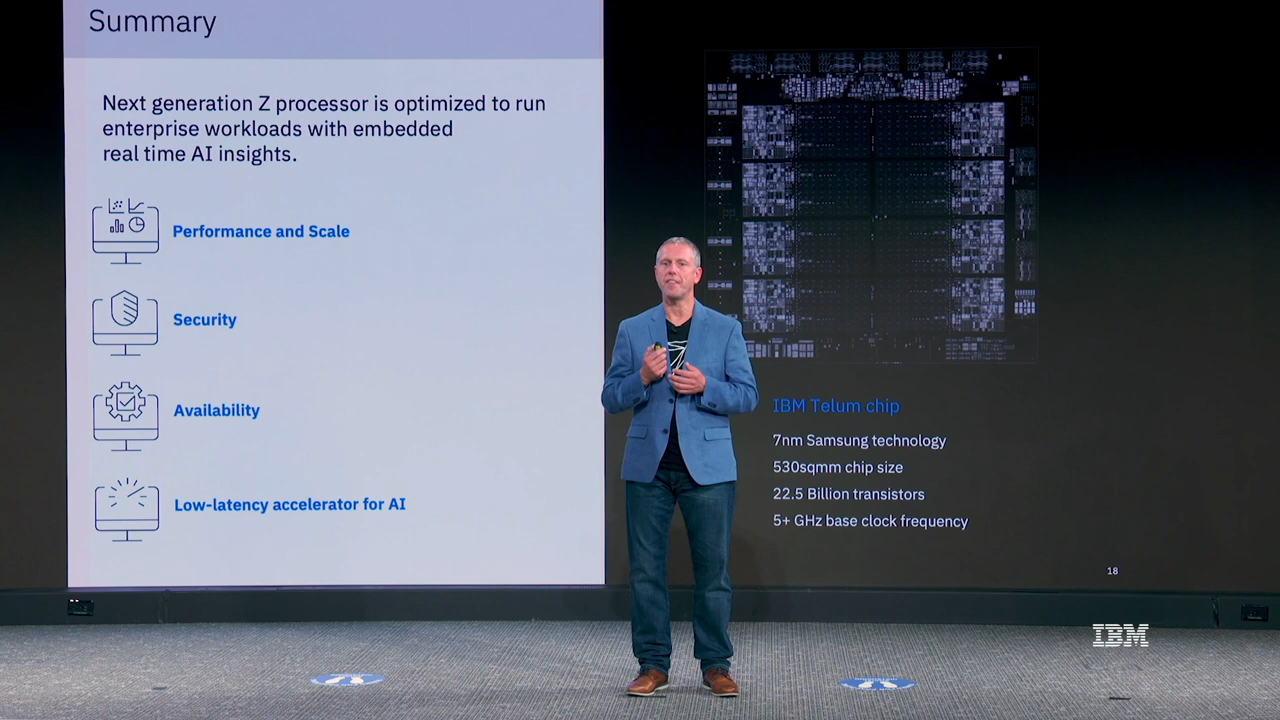 Summary
Next generation Z processor is optimized to run
enterprise workloads with embedded
real time AI insights.
Performance and Scale
Security
Availability
Low-latency accelerator for AI
IBM Telum chip
7nm Samsung technology
530sqmm chip size
22.5 Billion transistors
5+ GHz base clock frequency
18
IBM